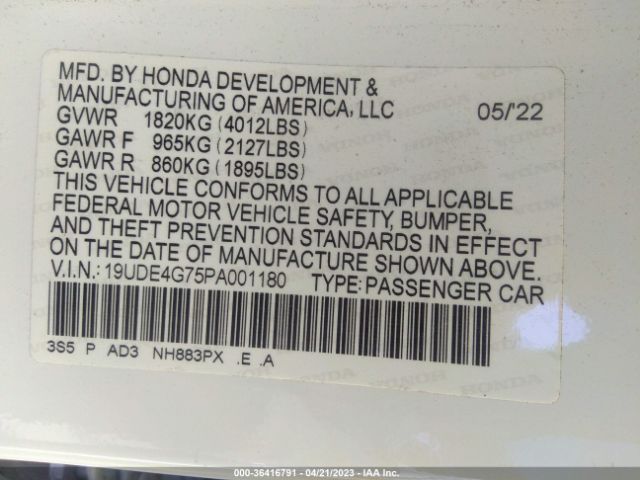 MFD. BY HONDA DEVELOPMENT &
MANUFACTURING OF AMERICA, LLC 05/'22
GVWR 1820KG (4012LBS)
GAWR F 965KG (2127LBS)
GAWR R 860KG (1895LBS)
THIS VEHICLE CONFORMS TO ALL APPLICABLE
FEDERAL MOTOR VEHICLE SAFETY, BUMPER,
AND THEFT PREVENTION STANDARDS IN EFFECT
ON THE DATE OF MANUFACTURE SHOWN ABOVE.
V.I.N.: 19UDE4G75PA001180 TYPE: PASSENGER CAR
3S5 P AD3 NH883PX .E .A
HONDA
000-36416791 - 04/21/2023 - IAA Inc.